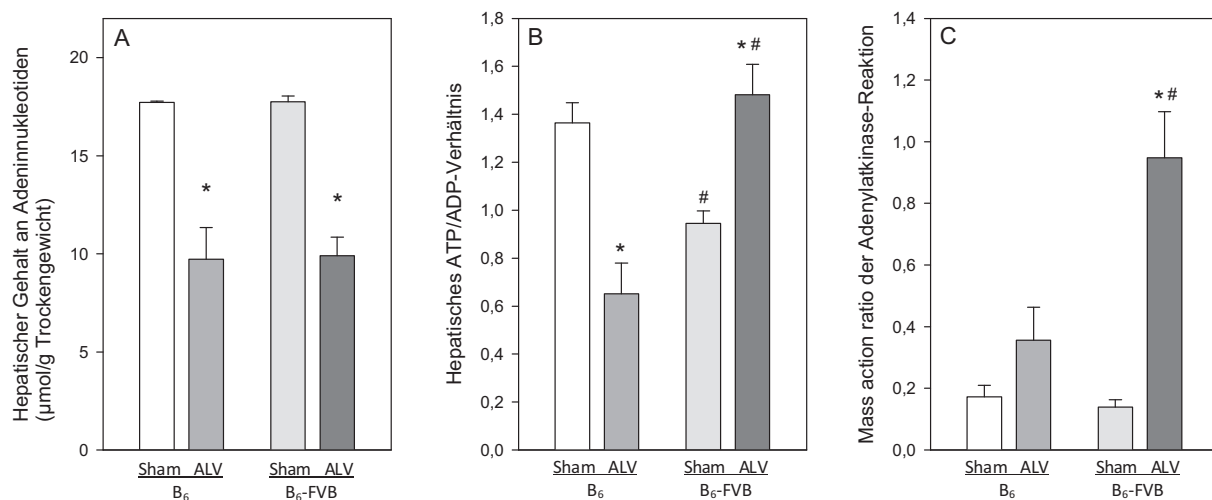 A
Hepatischer Gehalt an Adeninnukleotiden
(µmol/g Trockengewicht)
20
15
10
5
0
*
*
Sham ALV
Sham ALV
B6
B6-FVB
B
Hepatisches ATP/ADP-Verhältnis
1,8
1,6
1,4
1,2
1,0
0,8
0,6
0,4
0,2
0,0
*
#
* #
Sham ALV
Sham ALV
B6
B6-FVB
C
Mass action ratio der Adenylatkinase-Reaktion
1,4
1,2
1,0
0,8
0,6
0,4
0,2
0,0
* #
Sham ALV
Sham ALV
B6
B6-FVB